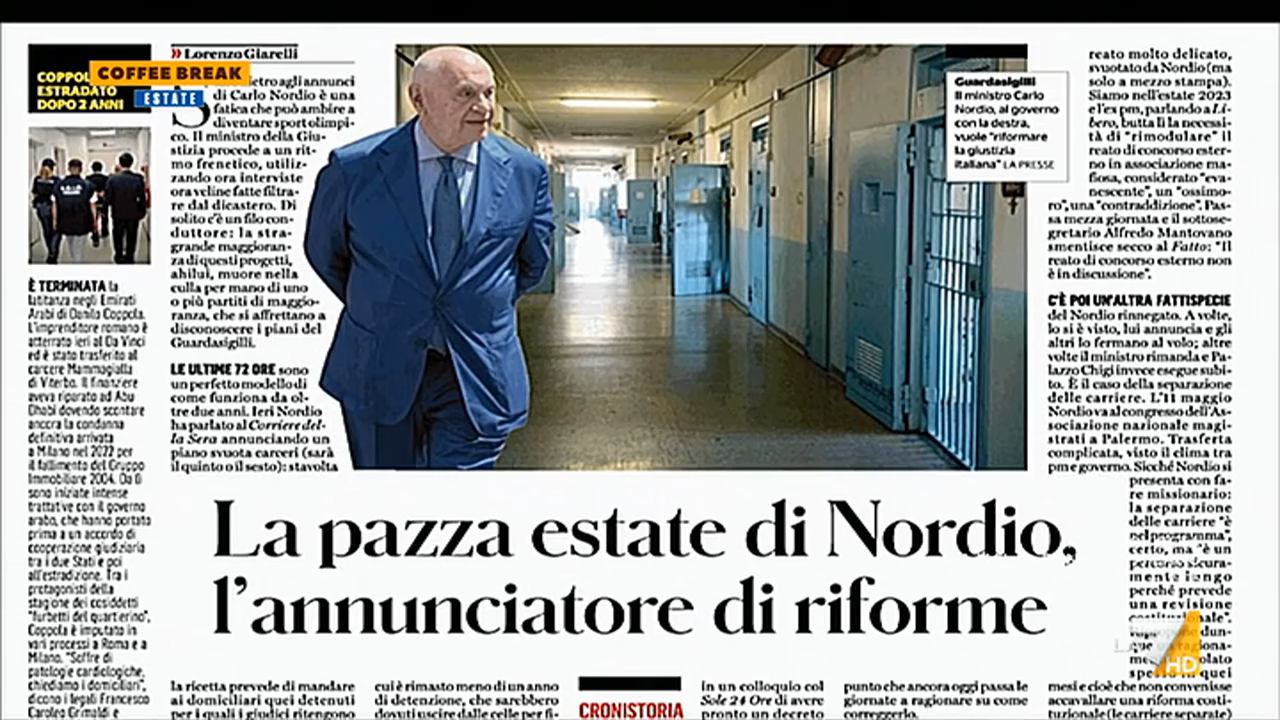 COFFEE BREAK
ESTATE
COPPOL
ESTRADATO
DOPO 2 ANNI
È TERMINATA la
latitanza negli Emirati
Arabi di Danilo Coppola.
L'imprenditore romano è
atterrato ieri al Da Vinci
ed è stato trasferito al
carcere Mammagialla
di Viterbo. Il finanziere
aveva riparato ad Abu
Dhabi dovendo scontare
ancora la condanna
definitiva arrivata
a Milano nel 2022 per
il fallimento del Gruppo
Immobiliare 2004. Da lì
sono iniziate intense
trattative con il governo
arabo, che hanno portato
prima a un accordo di
cooperazione giudiziaria
tra i due Stati e poi
all'estradizione. Tra i
protagonisti della
stagione dei cosiddetti
"furbetti del quartierino",
Coppola è imputato in
vari processi a Roma e a
Milano. "Soffre di
patologie cardiologiche,
chiediamo i domiciliari",
dicono i legali Francesco
Caroleo Grimaldi e
» Lorenzo Giarelli
S
ietro agli annunci
di Carlo Nordio è una
fatica che può ambire a
diventare sport olimpi-
co. Il ministro della Giu-
stizia procede a un rit-
mo frenetico, utiliz-
zando ora interviste
ora veline fatte filtra-
re dal dicastero. Di
solito c'è un filo con-
duttore: la stra-
grande maggioran-
za di questi progetti,
ahilui, muore nella
culla per mano di uno
o più partiti di maggio-
ranza, che si affrettano a
disconoscere i piani del
Guardasigilli.
LE ULTIME 72 ORE sono
un perfetto modello di
come funziona da ol-
tre due anni. Ieri Nordio
ha parlato al Corriere del-
la Sera annunciando un
piano svuota carceri (sarà
il quinto o il sesto): stavolta
Guardasigilli
Il ministro Carlo
Nordio, al governo
con la destra,
vuole "riformare
la giustizia
italiana" LA PRESSE
La pazza estate di Nordio,
l'annunciatore di riforme
la ricetta prevede di mandare
ai domiciliari quei detenuti
per i quali i giudici ritengono
cui è rimasto meno di un anno
di detenzione, che sarebbero
dovuti uscire dalle celle per fi-
CRONISTORIA
in un colloquio col
Sole 24 Ore di avere
pronto un decreto
punto che ancora oggi passa le
giornate a ragionare su come
correggerlo.
reato molto delicato,
svuotato da Nordio (ma
solo a mezzo stampa).
Siamo nell'estate 2023
e l'ex pm, parlando a Li-
bero, butta lì la necessi-
tà di "rimodulare" il
reato di concorso ester-
no in associazione ma-
fiosa, considerato "eva-
nescente", un "ossimo-
ro", una "contraddizione". Pas-
sa mezza giornata e il sottose-
gretario Alfredo Mantovano
smentisce secco al Fatto: "Il
reato di concorso esterno non
è in discussione".
C'È POI UN'ALTRA FATTISPECIE
del Nordio rinnegato. A volte,
lo si è visto, lui annuncia e gli
altri lo fermano al volo; altre
volte il ministro rimanda e Pa-
lazzo Chigi invece esegue subi-
to. È il caso della separazione
delle carriere. L'11 maggio
Nordio va al congresso dell'As-
sociazione nazionale magi-
strati a Palermo. Trasferta
complicata, visto il clima tra
pm e governo. Sicché Nordio si
presenta con fa-
re missionario:
la separazione
delle carriere "è
nel programma",
certo, ma "è un
percorso sicura-
mente lungo
perché prevede
una revisione
costituzionale".
mesi e cioè che non convenisse
accavallare una riforma costi-
tuzionale (le carriere separate)
HD